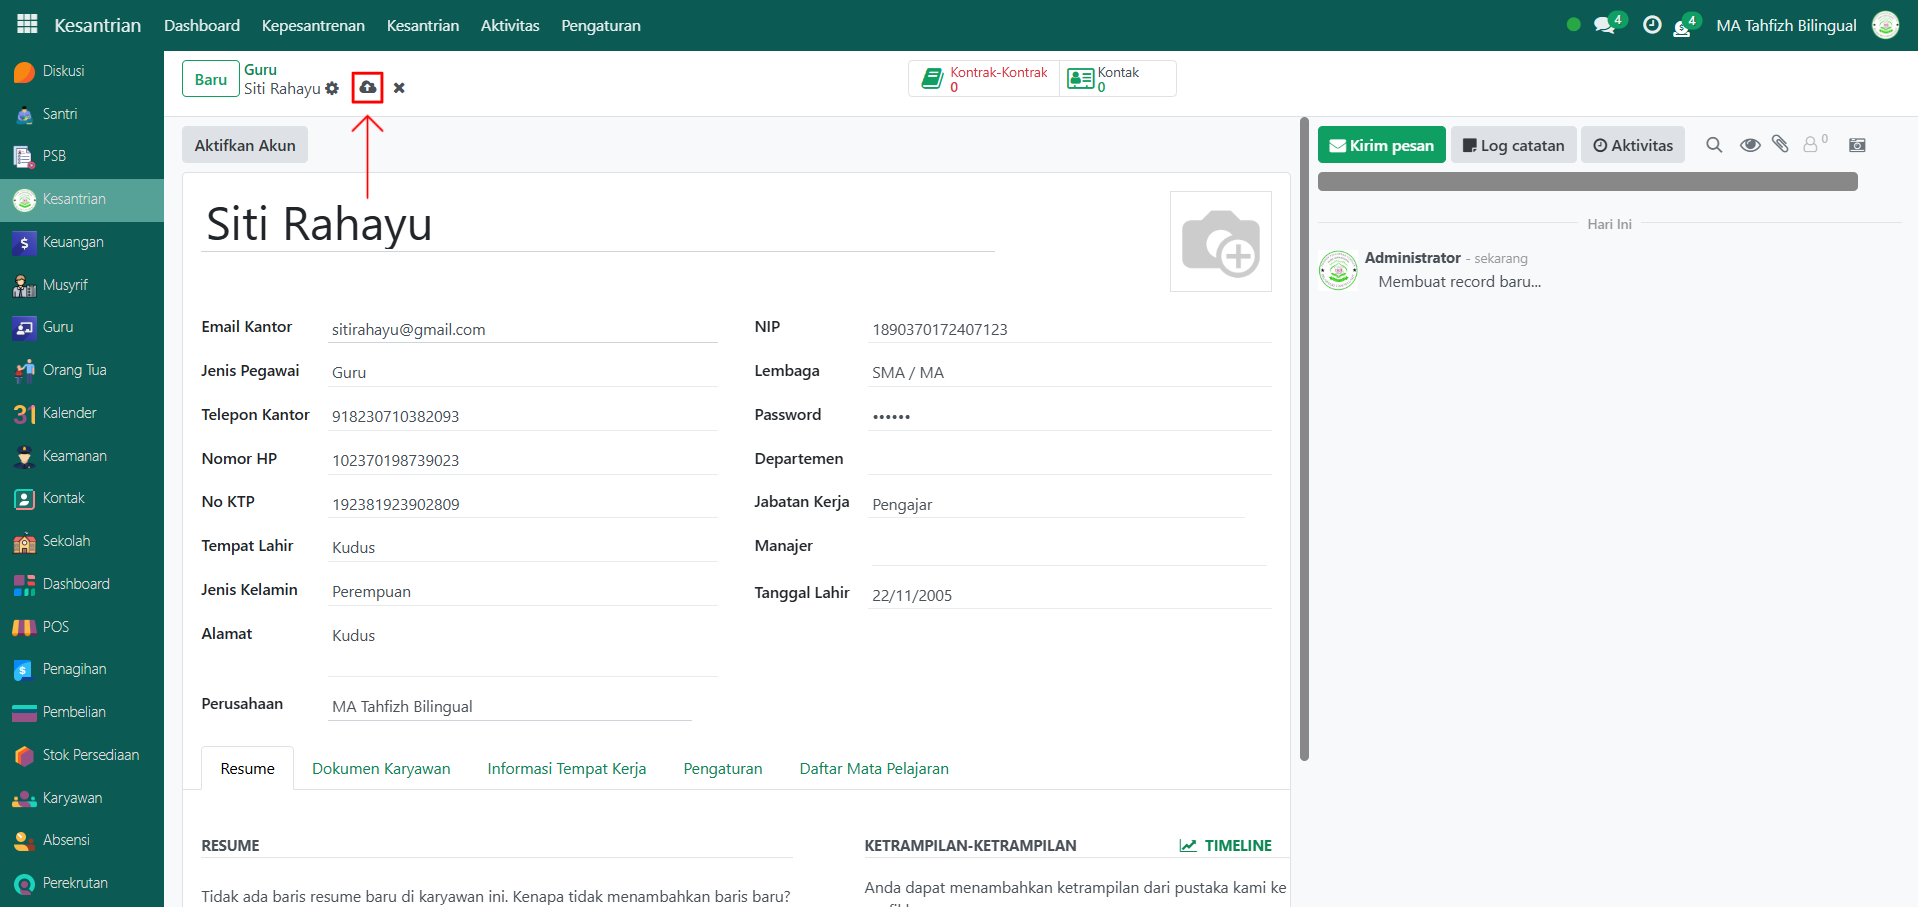 Kesantrian Dashboard Kepesantrenan Kesantrian Aktivitas Pengaturan 4 4 MA Tahfizh Bilingual
Diskusi
Santri
PSB
Kesantrian
Keuangan
Musyrif
Guru
Orang Tua
31 Kalender
Keamanan
Kontak
Sekolah
Dashboard
POS
Penagihan
Pembelian
Stok Persediaan
Karyawan
Absensi
Perekrutan
Baru
Guru
Siti Rahayu
Kontrak-Kontrak
0
Kontak
0
Aktifkan Akun
Siti Rahayu
Email Kantor sitirahayu@gmail.com
Jenis Pegawai Guru
Telepon Kantor 918230710382093
Nomor HP 102370198739023
No KTP 192381923902809
Tempat Lahir Kudus
Jenis Kelamin Perempuan
Alamat Kudus
Perusahaan MA Tahfizh Bilingual
NIP 1890370172407123
Lembaga SMA / MA
Password ••••••
Departemen
Jabatan Kerja Pengajar
Manajer
Tanggal Lahir 22/11/2005
Resume Dokumen Karyawan Informasi Tempat Kerja Pengaturan Daftar Mata Pelajaran
RESUME
Tidak ada baris resume baru di karyawan ini. Kenapa tidak menambahkan baris baru?
KETRAMPILAN-KETRAMPILAN TIMELINE
Anda dapat menambahkan ketrampilan dari pustaka kami ke
Kirim pesan Log catatan Aktivitas 0
Hari Ini
Administrator - sekarang
Membuat record baru...